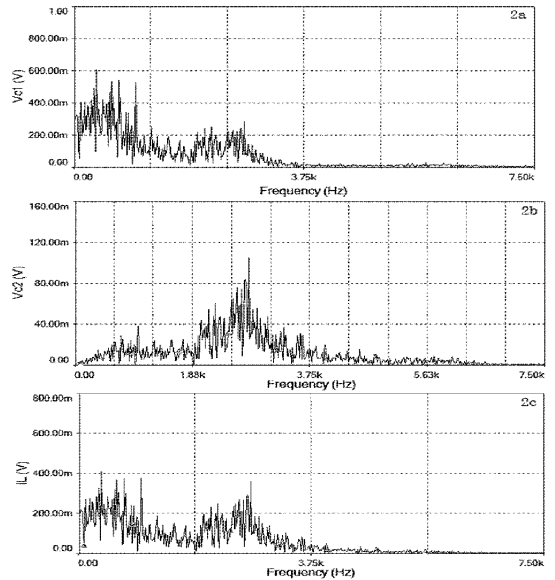 1.00
2a
800.00m
600.00m
400.00m
200.00m
0.00
Vc1 (V)
0.00 3.75k 7.50k
Frequency (Hz)
160.00m
2b
120.00m
80.00m
40.00m
0.00
Vc2 (V)
0.00 1.88k 3.75k 5.63k 7.50k
Frequency (Hz)
800.00m
2c
600.00m
400.00m
200.00m
0.00
iL (V)
0.00 3.75k 7.50k
Frequency (Hz)